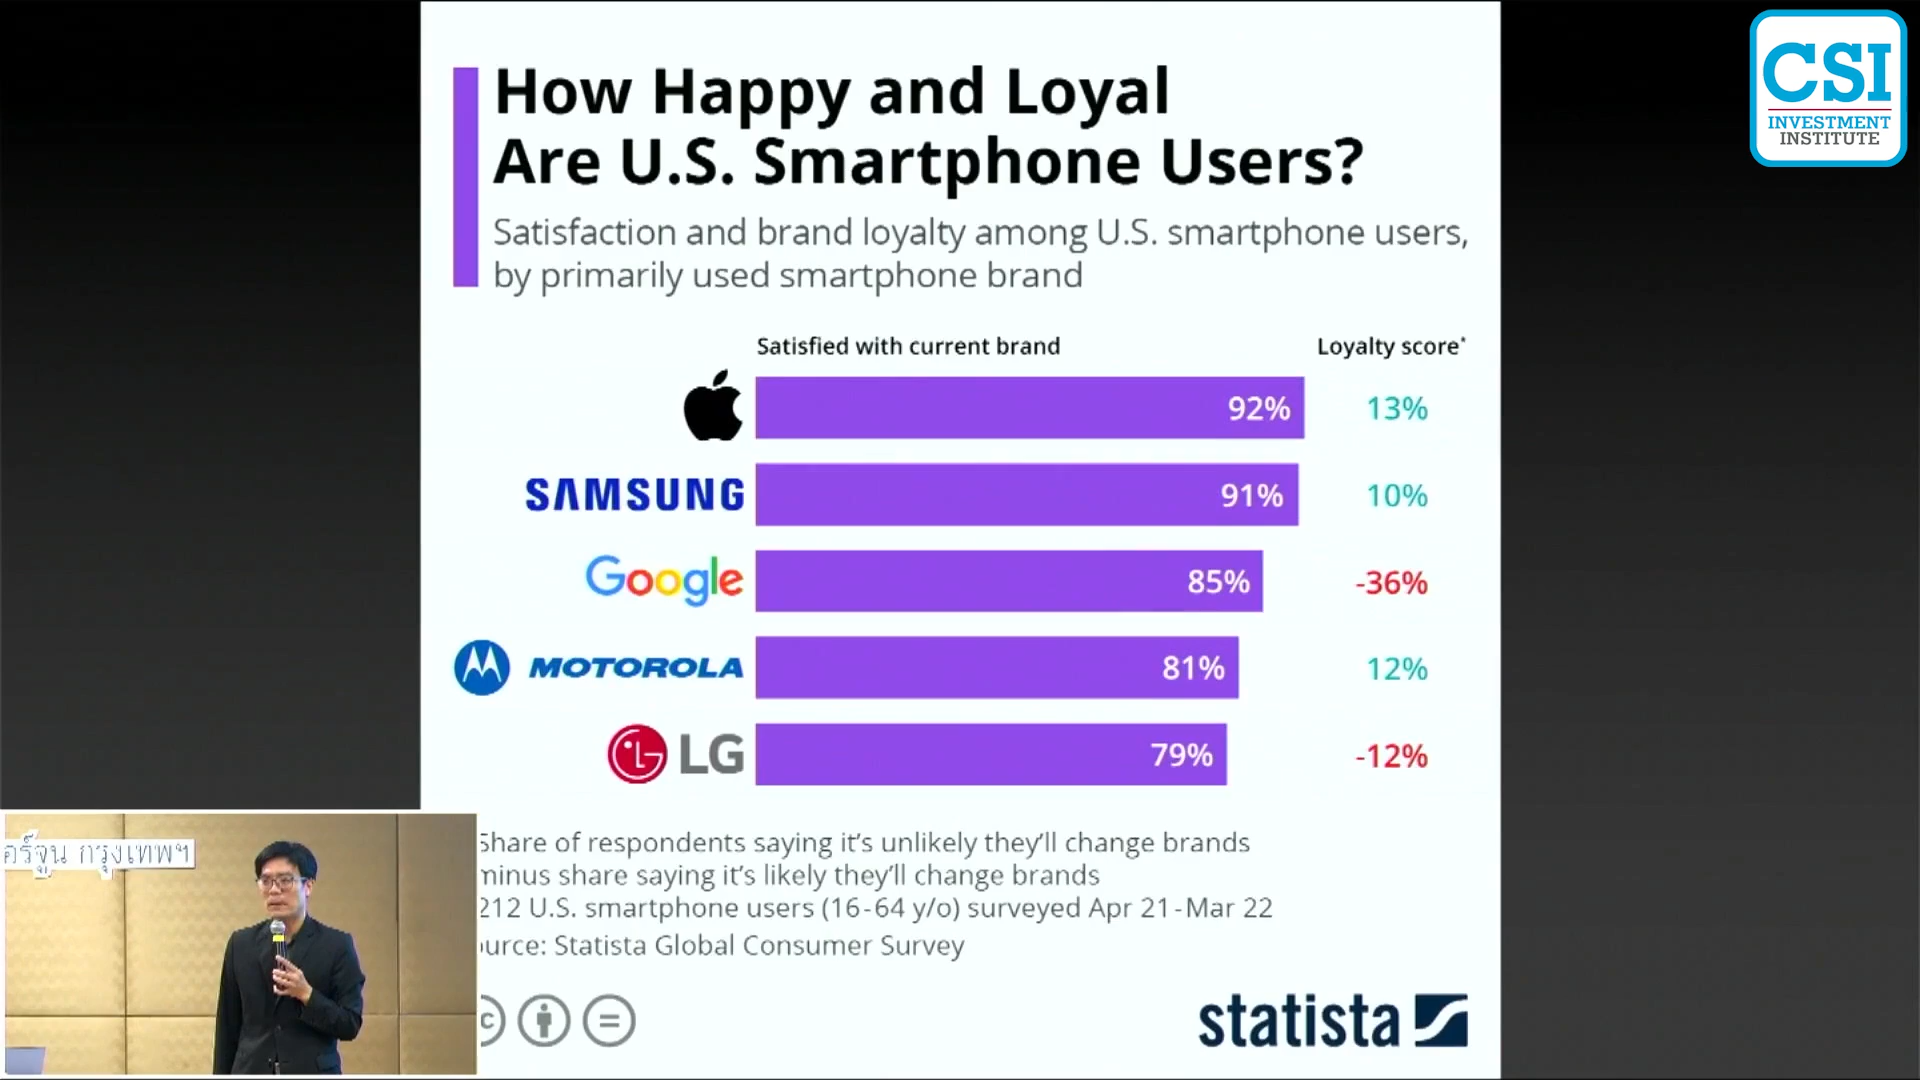 CSI
INVESTMENT
INSTITUTE
How Happy and Loyal
Are U.S. Smartphone Users?
Satisfaction and brand loyalty among U.S. smartphone users,
by primarily used smartphone brand
Satisfied with current brand Loyalty score*
92% 13%
SAMSUNG 91% 10%
Google 85% -36%
MOTOROLA 81% 12%
LG LG 79% -12%
Share of respondents saying it's unlikely they'll change brands
minus share saying it's likely they'll change brands
212 U.S. smartphone users (16-64 y/o) surveyed Apr 21-Mar 22
urce: Statista Global Consumer Survey
statista
กรุงเทพฯ